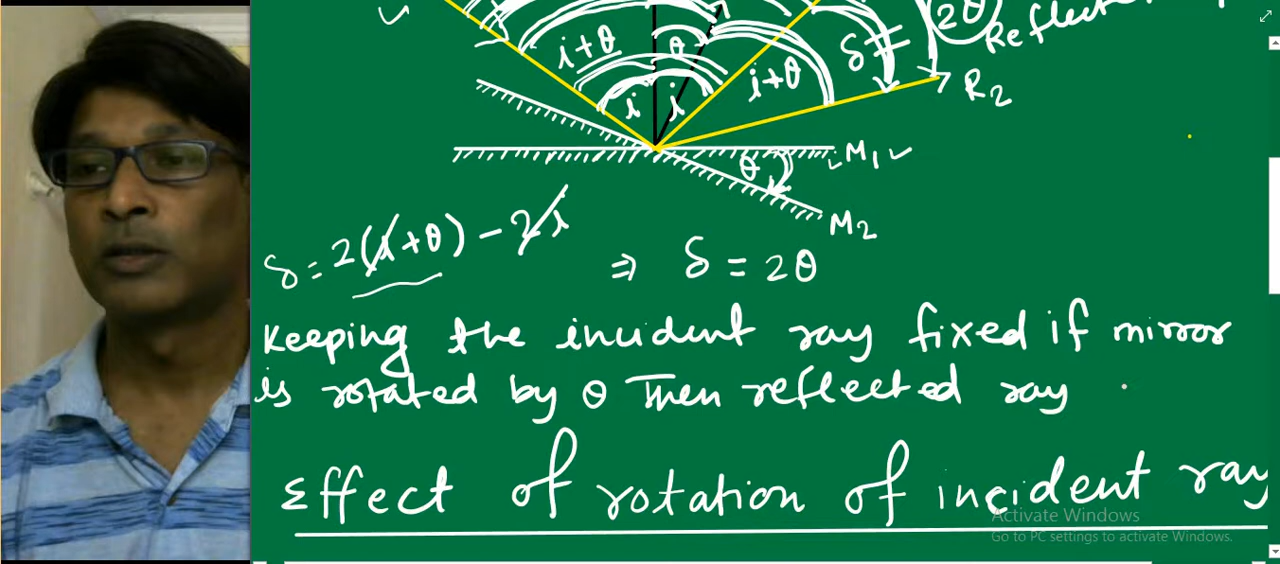 2θ
Reflected
i+θ θ
δ =
i i i+θ
R2
θ M1
M2
δ = 2(i+θ) - 2i ⇒ δ = 2θ
Keeping the incident ray fixed if mirror
is rotated by θ Then reflected ray
Effect of rotation of incident ray
Activate Windows
Go to PC settings to activate Windows.